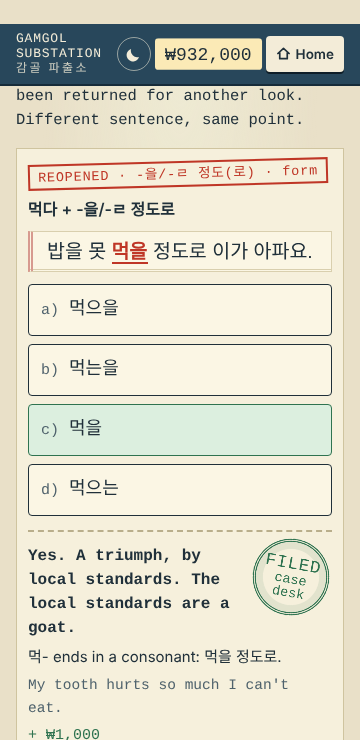 GAMGOL
SUBSTATION
감골 파출소
₩932,000
Home
been returned for another look.
Different sentence, same point.
REOPENED · -을/-ㄹ 정도(로) · form
먹다 + -을/-ㄹ 정도로
밥을 못 먹을 정도로 이가 아파요.
a) 먹으을
b) 먹는을
c) 먹을
d) 먹으는
Yes. A triumph, by
local standards. The
local standards are a
goat.
FILED
case
desk
먹- ends in a consonant: 먹을 정도로.
My tooth hurts so much I can't
eat.
+ ₩1,000